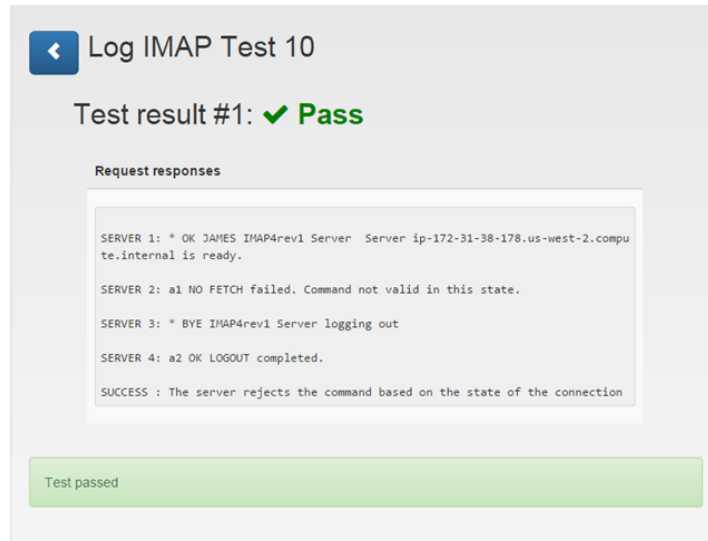 Log IMAP Test 10
Test result #1: ✔ Pass
Request responses
SERVER 1: * OK JAMES IMAP4rev1 Server  Server ip-172-31-38-178.us-west-2.compu
te.internal is ready.
SERVER 2: a1 NO FETCH failed. Command not valid in this state.
SERVER 3: * BYE IMAP4rev1 Server logging out
SERVER 4: a2 OK LOGOUT completed.
SUCCESS : The server rejects the command based on the state of the connection
Test passed